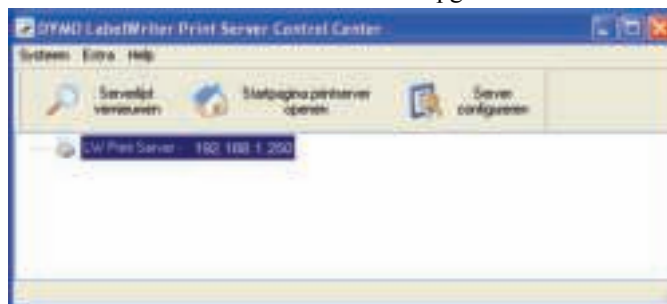 DYMO LabelWriter Print Server Control Center
Systeem Extra Help
Serverlijst vernieuwen
Startpagina printserver openen
Server configureren
LW Print Server - 192.168.1.250